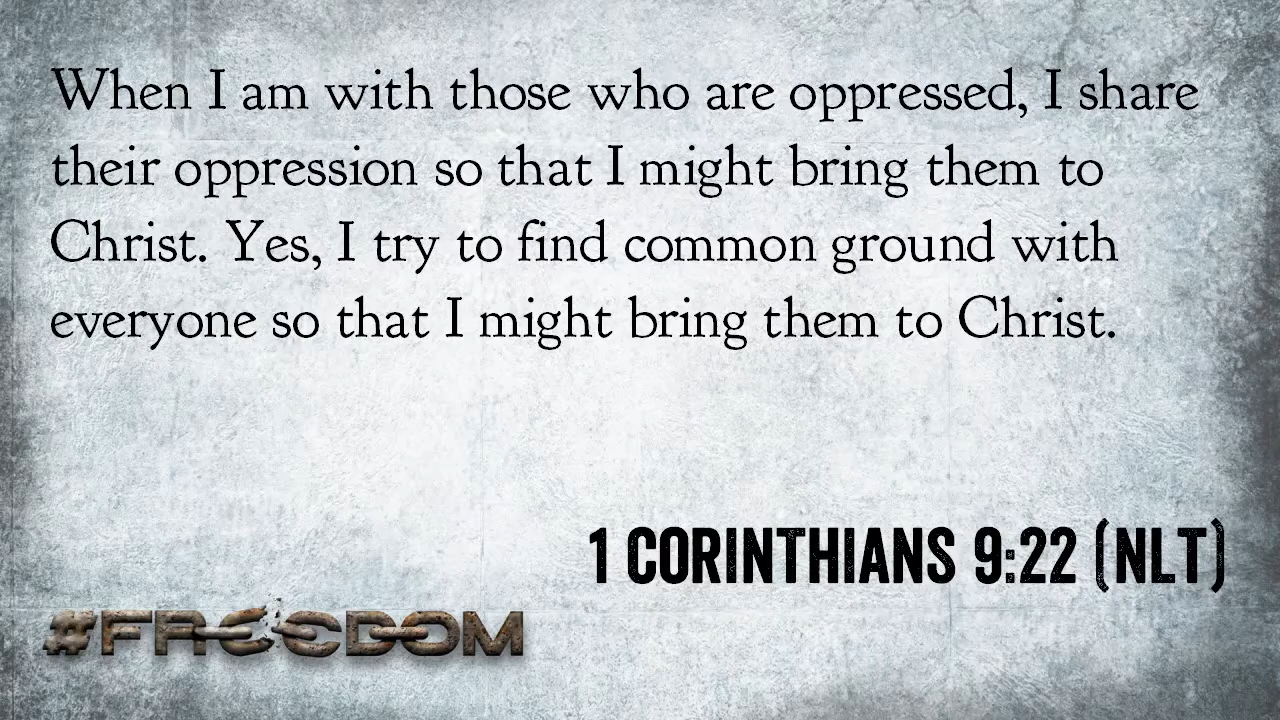 When I am with those who are oppressed, I share
their oppression so that I might bring them to
Christ. Yes, I try to find common ground with
everyone so that I might bring them to Christ.
1 CORINTHIANS 9:22 (NLT)
#FREEDOM